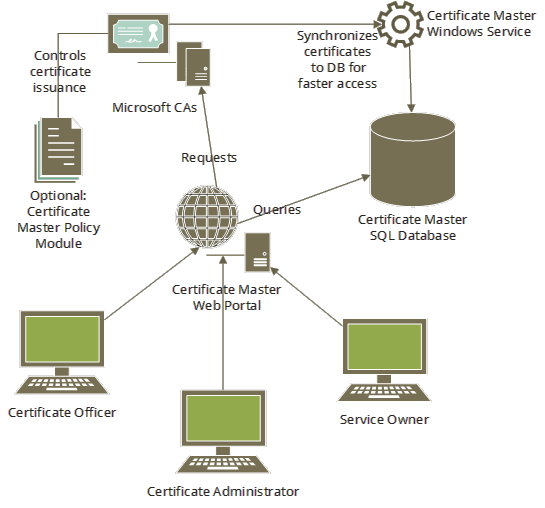 Certificate Master
Windows Service
Controls
certificate
issuance
Synchronizes
certificates
to DB for
faster access
Microsoft CAs
Requests
Optional:
Certificate
Master Policy
Module
Queries
Certificate Master
SQL Database
Certificate Master
Web Portal
Certificate Officer
Service Owner
Certificate Administrator